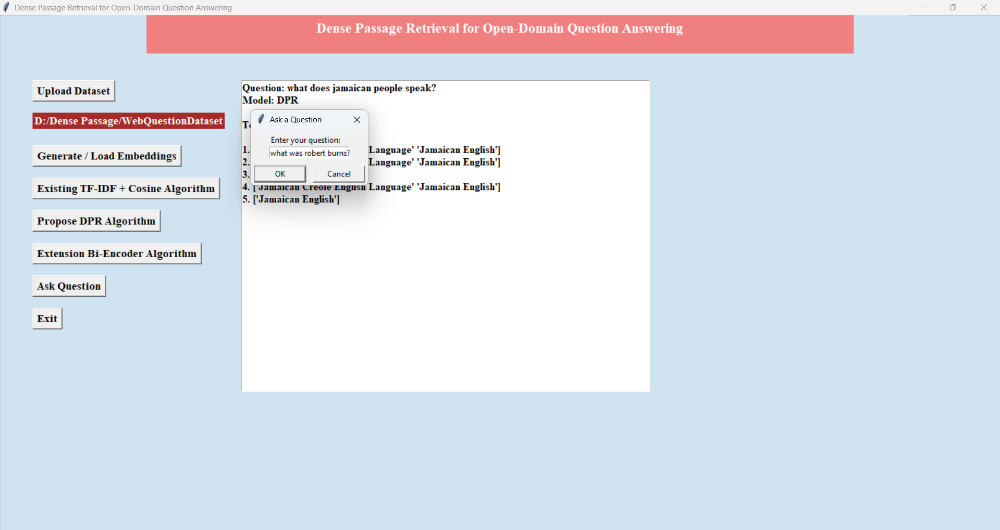 Dense Passage Retrieval for Open-Domain Question Answering
Dense Passage Retrieval for Open-Domain Question Answering
Upload Dataset
D:/Dense Passage/WebQuestionDataset
Generate / Load Embeddings
Existing TF-IDF + Cosine Algorithm
Propose DPR Algorithm
Extension Bi-Encoder Algorithm
Ask Question
Exit
Question: what does jamaican people speak?
Model: DPR
1. Language' 'Jamaican English']
2. Language' 'Jamaican English']
3.
4. ['Jamaican Creole English Language' 'Jamaican English']
5. ['Jamaican English']
Ask a Question
Enter your question:
what was robert burns?
OK
Cancel